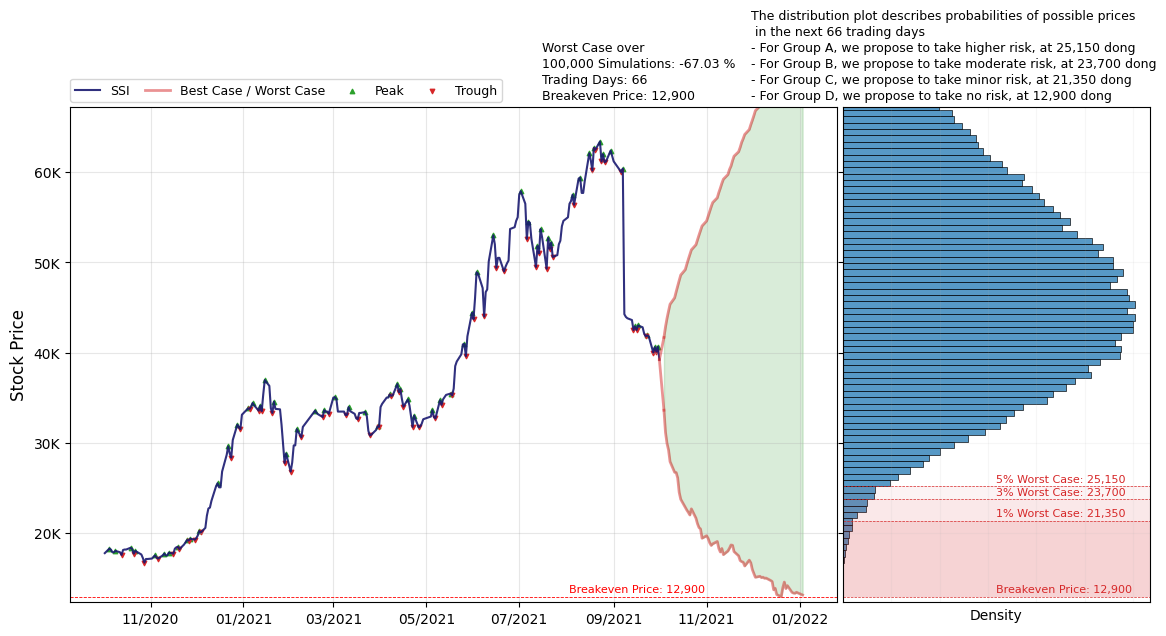 The distribution plot describes probabilities of possible prices
in the next 66 trading days
- For Group A, we propose to take higher risk, at 25,150 dong
- For Group B, we propose to take moderate risk, at 23,700 dong
- For Group C, we propose to take minor risk, at 21,350 dong
- For Group D, we propose to take no risk, at 12,900 dong
Worst Case over
100,000 Simulations: -67.03 %
Trading Days: 66
Breakeven Price: 12,900
SSI
Best Case / Worst Case
Peak
Trough
Stock Price
60K
50K
40K
30K
20K
Breakeven Price: 12,900
11/2020
01/2021
3/2021
05/2021
07/2021
09/2021
11/2021
01/2022
5% Worst Case: 25,150
3% Worst Case: 23,700
1% Worst Case: 21,350
Breakeven Price: 12,900
Density